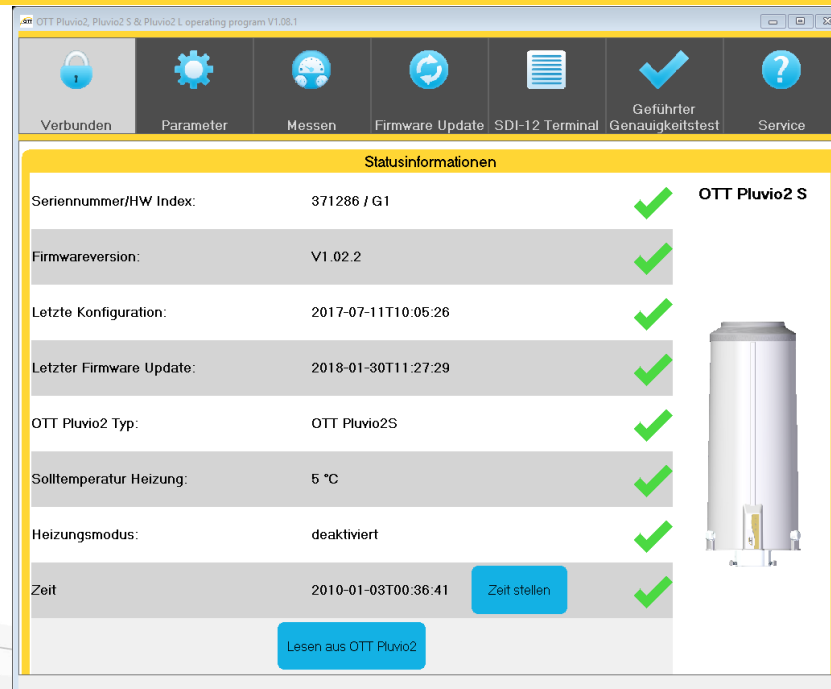 OTT Pluvio2, Pluvio2 S & Pluvio2 L operating program V1.08.1
Verbunden
Parameter
Messen
Firmware Update
SDI-12 Terminal
Geführter
Genauigkeitstest
Service
Statusinformationen
Seriennummer/HW Index: 371286 / G1
OTT Pluvio2 S
Firmwareversion: V1.02.2
Letzte Konfiguration: 2017-07-11T10:05:26
Letzter Firmware Update: 2018-01-30T11:27:29
OTT Pluvio2 Typ: OTT Pluvio2S
Solltemperatur Heizung: 5 °C
Heizungsmodus: deaktiviert
Zeit 2010-01-03T00:36:41 Zeit stellen
Lesen aus OTT Pluvio2